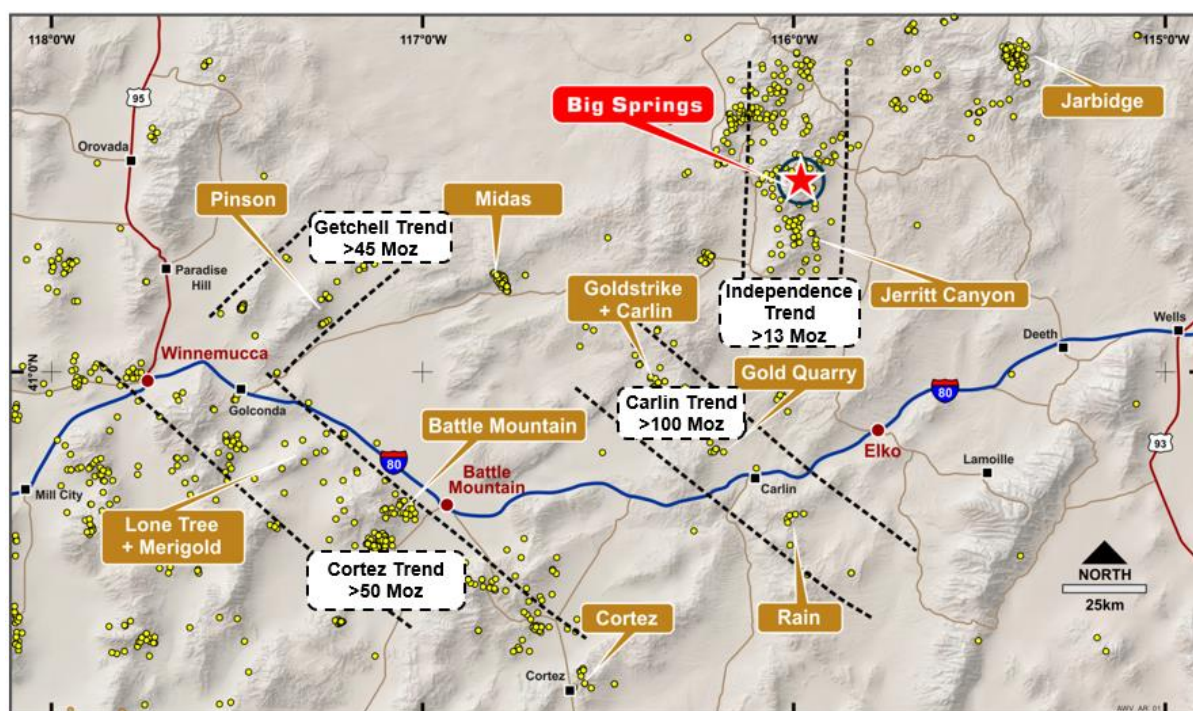 118°0'W
117°0'W
116°0'W
115°0'W
95
Orovada
Big Springs
Jarbidge
Pinson
Midas
Getchell Trend
>45 Moz
Paradise
Hill
Goldstrike
+ Carlin
Independence
Trend
>13 Moz
Jerritt Canyon
Wells
Deeth
41°0'N
Winnemucca
Golconda
Gold Quarry
80
Carlin Trend
>100 Moz
Battle Mountain
93
Elko
80
Battle
Mountain
Lamoille
Mill City
Carlin
Lone Tree
+ Merigold
Cortez Trend
>50 Moz
NORTH
25km
Cortez
Rain
Cortez
AWV_AR_01